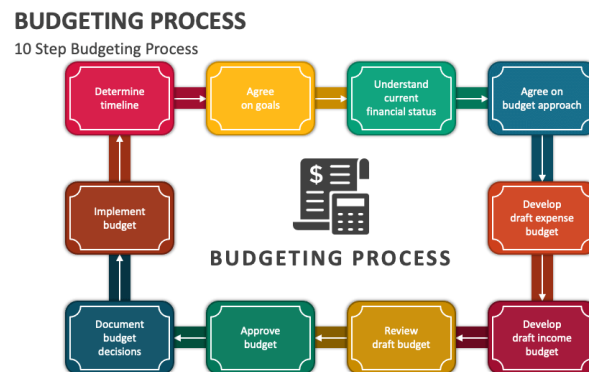 BUDGETING PROCESS
10 Step Budgeting Process
Determine
timeline
Agree
on goals
Understand
current
financial status
Agree on
budget approach
Develop
draft expense
budget
Develop
draft income
budget
Review
draft budget
Approve
budget
Document
budget
decisions
Implement
budget
$
BUDGETING PROCESS